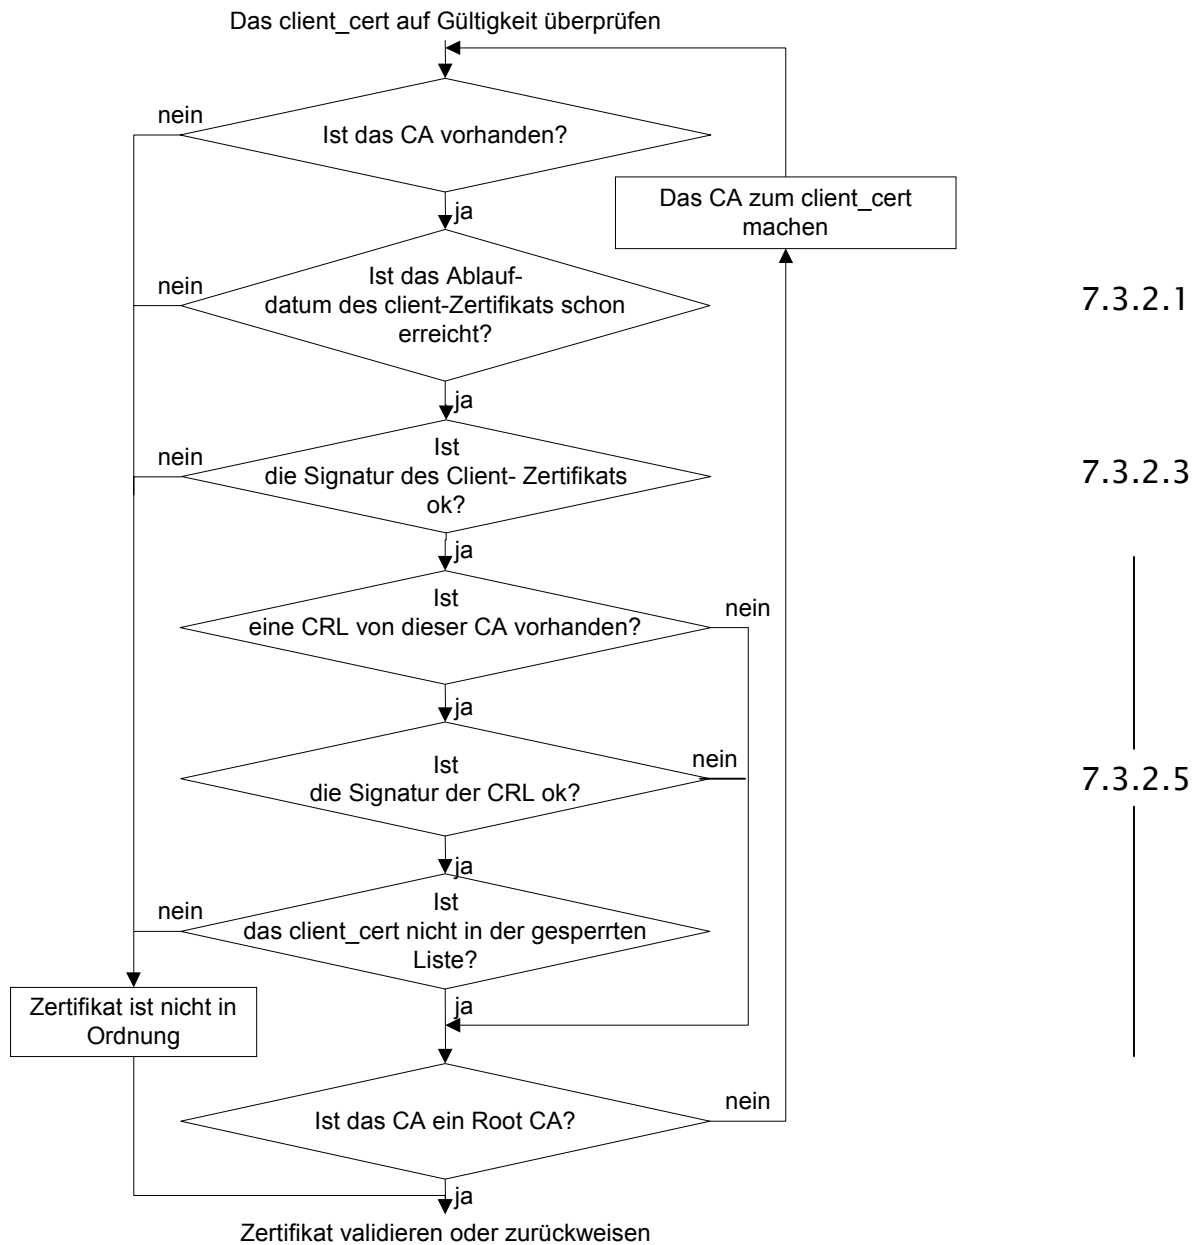 Das client_cert auf Gültigkeit überprüfen
nein
Ist das CA vorhanden?
ja
Das CA zum client_cert
machen
nein
Ist das Ablauf-
datum des client-Zertifikats schon
erreicht?
7.3.2.1
ja
nein
Ist
die Signatur des Client- Zertifikats
ok?
7.3.2.3
ja
Ist
eine CRL von dieser CA vorhanden?
nein
ja
Ist
die Signatur der CRL ok?
nein
7.3.2.5
ja
nein
Ist
das client_cert nicht in der gesperrten
Liste?
ja
Zertifikat ist nicht in
Ordnung
Ist das CA ein Root CA?
nein
ja
Zertifikat validieren oder zurückweisen